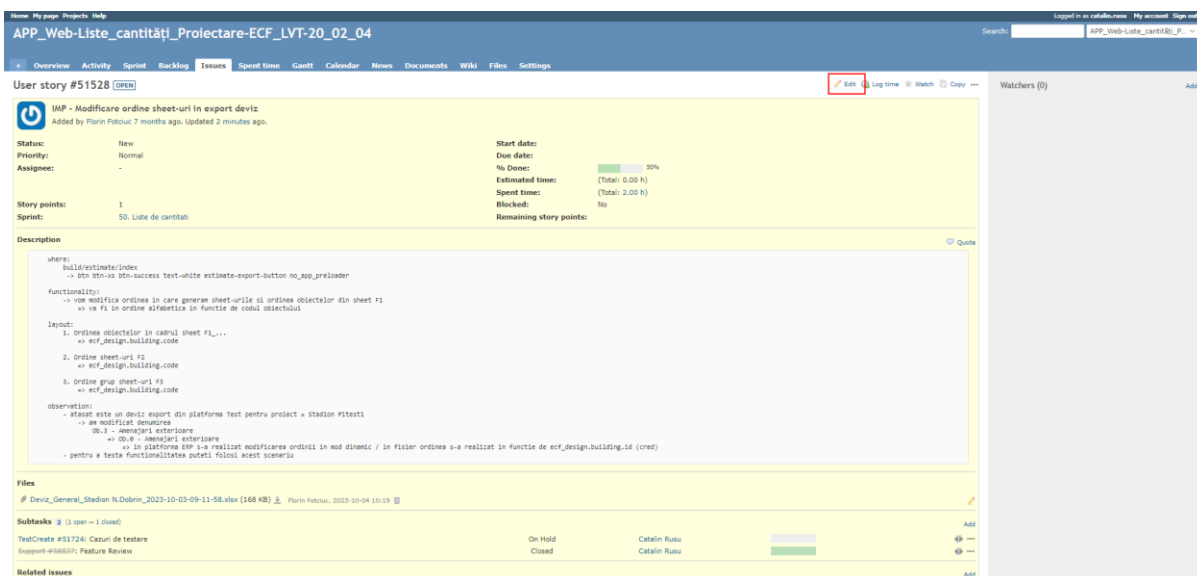 Home My page Projects Help
Logged in as catalin.rusu My account Sign out
APP_Web-Liste_cantități_Proiectare-ECF_LVT-20_02_04
Search:
APP_Web-Liste_cantități_P...
+ Overview Activity Sprint Backlog Issues Spent time Gantt Calendar News Documents Wiki Files Settings
User story #51528 OPEN
Edit Log time Watch Copy ...
Watchers (0)
Add
IMP - Modificare ordine sheet-uri in export deviz
Added by Florin Fotciuc 7 months ago. Updated 2 minutes ago.
Status: New
Start date:
Priority: Normal
Due date:
Assignee: -
% Done: 50%
Estimated time: (Total: 0.00 h)
Spent time: (Total: 2.00 h)
Story points: 1
Blocked: No
Sprint: 50. Liste de cantitati
Remaining story points:
Description
Quote
where:
build/estimate/index
-> btn btn-xs btn-success text-white estimate-export-button no_app_preloader
functionality:
-> vom modifica ordinea in care generam sheet-urile si ordinea obiectelor din sheet F1
=> va fi in ordine alfabetica in functie de codul obiectului
layout:
1. Ordinea obiectelor in cadrul sheet F1_...
=> ecf_design.building.code
2. Ordine sheet-uri F2
=> ecf_design.building.code
3. Ordine grup sheet-uri F3
=> ecf_design.building.code
observation:
- atasat este un deviz export din platforma Test pentru proiect = Stadion Pitesti
-> am modificat denumirea
Ob.3 - Amenajari exterioare
=> Ob.0 - Amenajari exterioare
=> in platforma ERP s-a realizat modificarea ordinii in mod dinamic / in fisier ordinea s-a realizat in functie de ecf_design.building.id (cred)
- pentru a testa functionalitatea puteti folosi acest scenariu
Files
Deviz_General_Stadion N.Dobrin_2023-10-03-09-11-58.xlsx (168 KB) Florin Fotciuc, 2023-10-04 10:19
Subtasks 2 (1 open — 1 closed)
Add
TestCreate #51724: Cazuri de testare On Hold Catalin Rusu
Support : Feature Review Closed Catalin Rusu
Related issues
Add